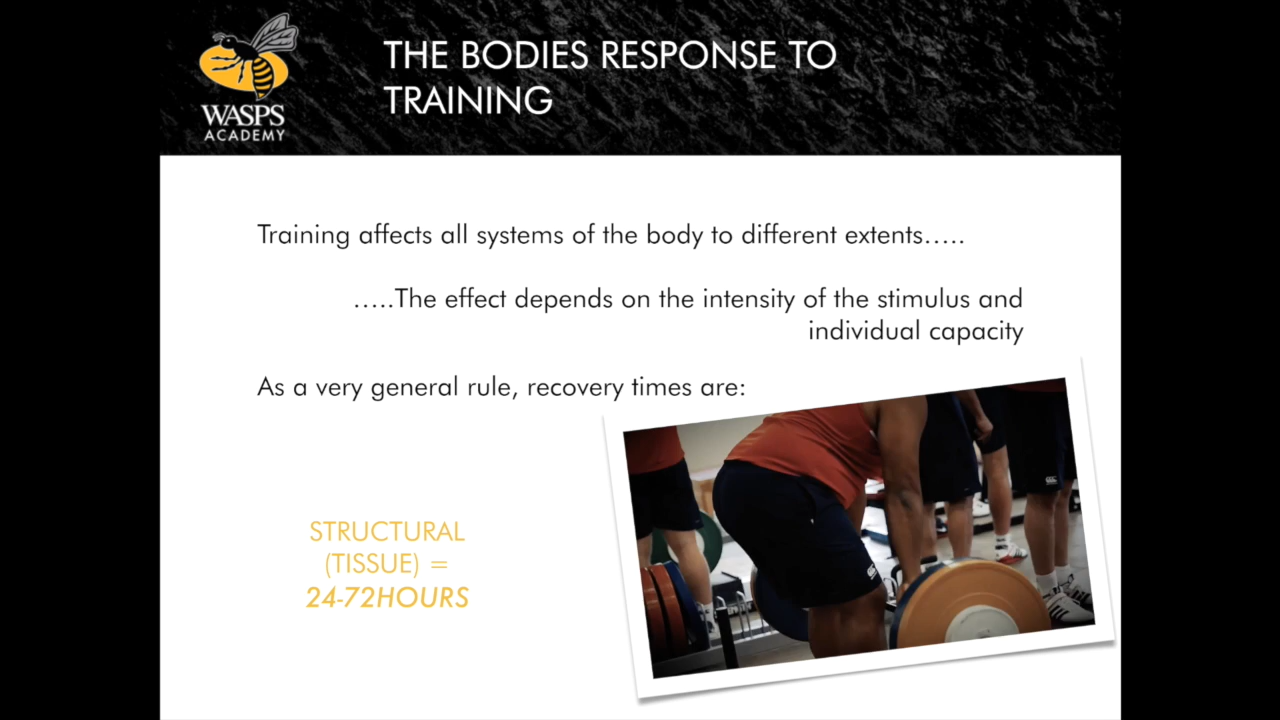 WASPS
ACADEMY
THE BODIES RESPONSE TO
TRAINING
Training affects all systems of the body to different extents.....
.....The effect depends on the intensity of the stimulus and
individual capacity
As a very general rule, recovery times are:
STRUCTURAL
(TISSUE) =
24-72HOURS